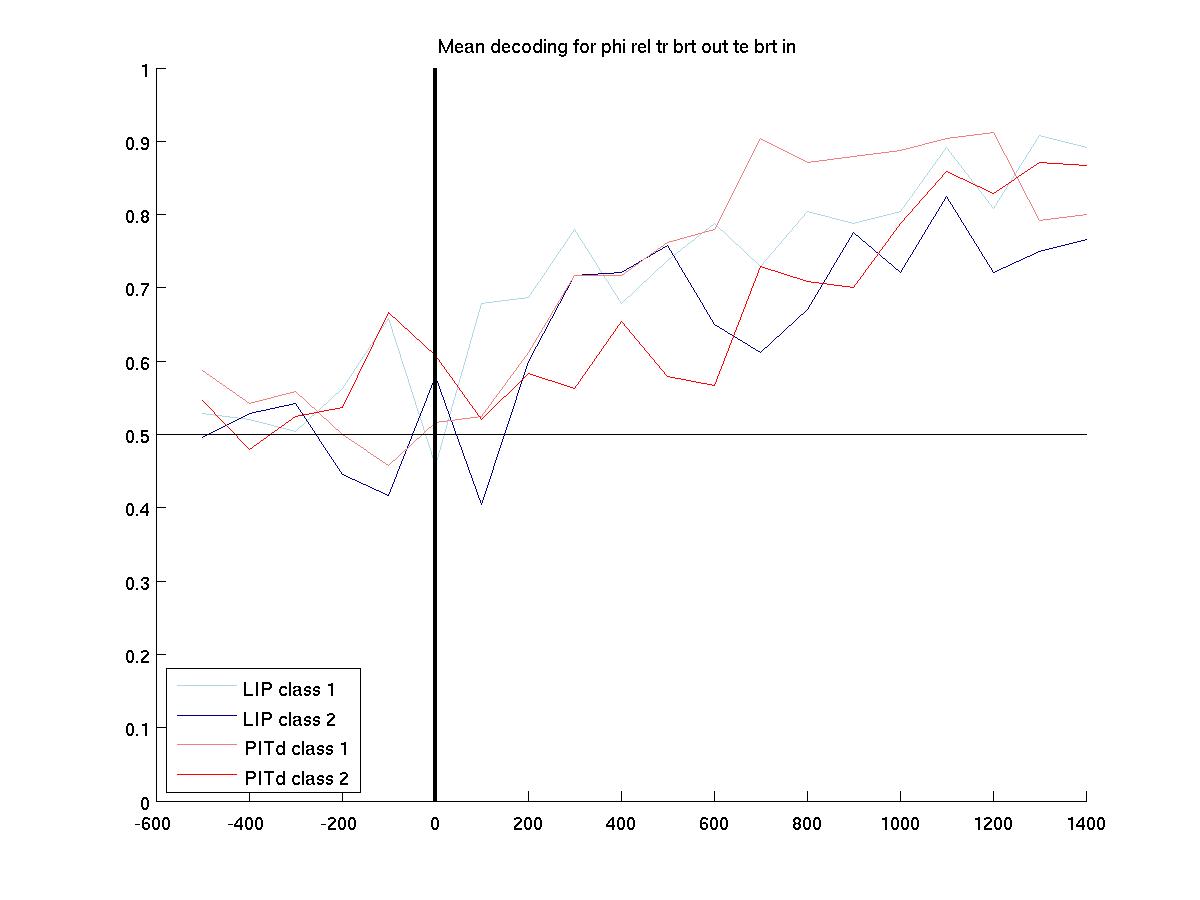 Mean decoding for phi rel tr brt out te brt in
1
0.9
0.8
0.7
0.6
0.5
0.4
0.3
0.2
0.1
0
LIP class 1
LIP class 2
PITd class 1
PITd class 2
-600 -400 -200 0 200 400 600 800 1000 1200 1400